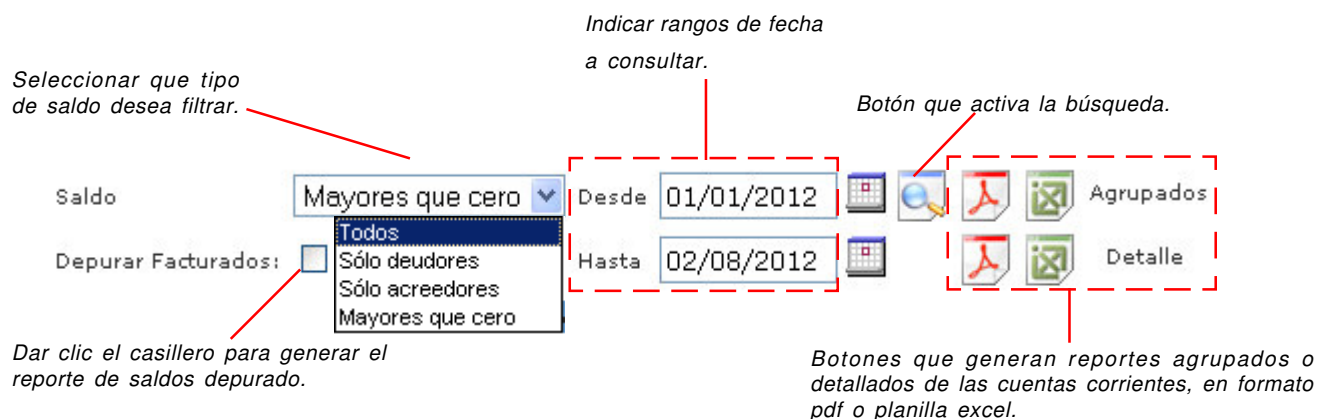 Indicar rangos de fecha
a consultar.
Seleccionar que tipo
de saldo desea filtrar.
Botón que activa la búsqueda.
Saldo Mayores que cero Desde 01/01/2012 Agrupados
Todos
Depurar Facturados: Sólo deudores Hasta 02/08/2012 Detalle
Sólo acreedores
Mayores que cero
Dar clic el casillero para generar el
reporte de saldos depurado.
Botones que generan reportes agrupados o
detallados de las cuentas corrientes, en formato
pdf o planilla excel.